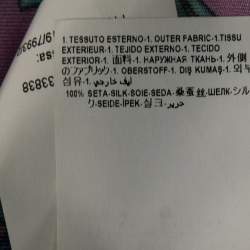 1. TESSUTO ESTERNO-1. OUTER FABRIC-1.TISSU
EXTERIEUR-1. TEJIDO EXTERNO-1. TECIDO
EXTERIOR-1. 面料-1. НАРУЖНАЯ ТКАНЬ-1. 外側
のファブリック-1. OBERSTOFF-1. DIŞ KUMAŞ-1. 외부
섬유-1. ليف خارجي
100% SETA-SILK-SOIE-SEDA-桑蚕丝-ШЕЛК-シル
ク-SEIDE-İPEK-실크-حرير
33838